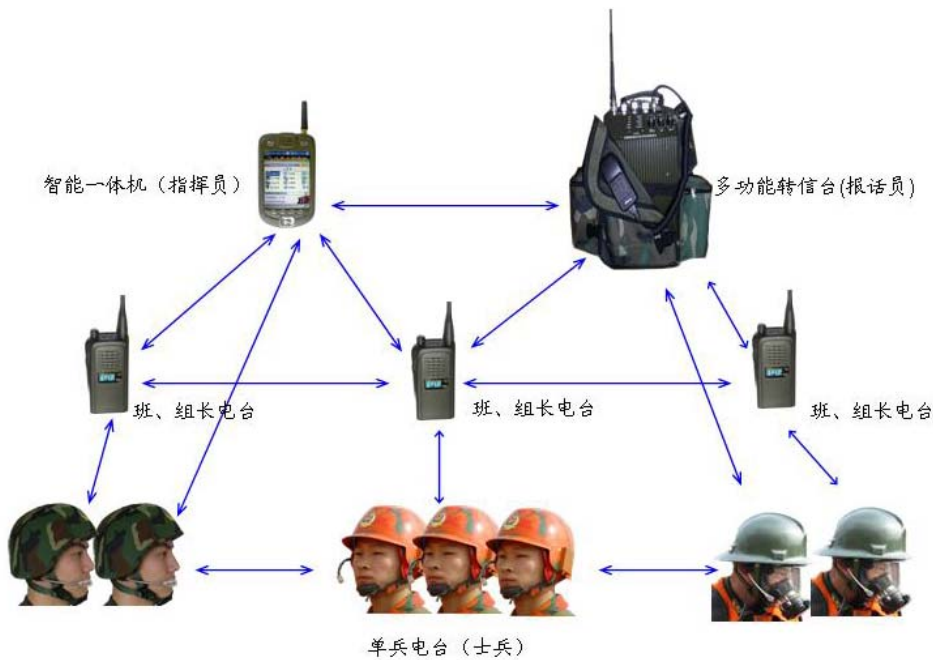 智能一体机（指挥员）
多功能转信台(报话员)
班、组长电台
班、组长电台
班、组长电台
单兵电台（士兵）